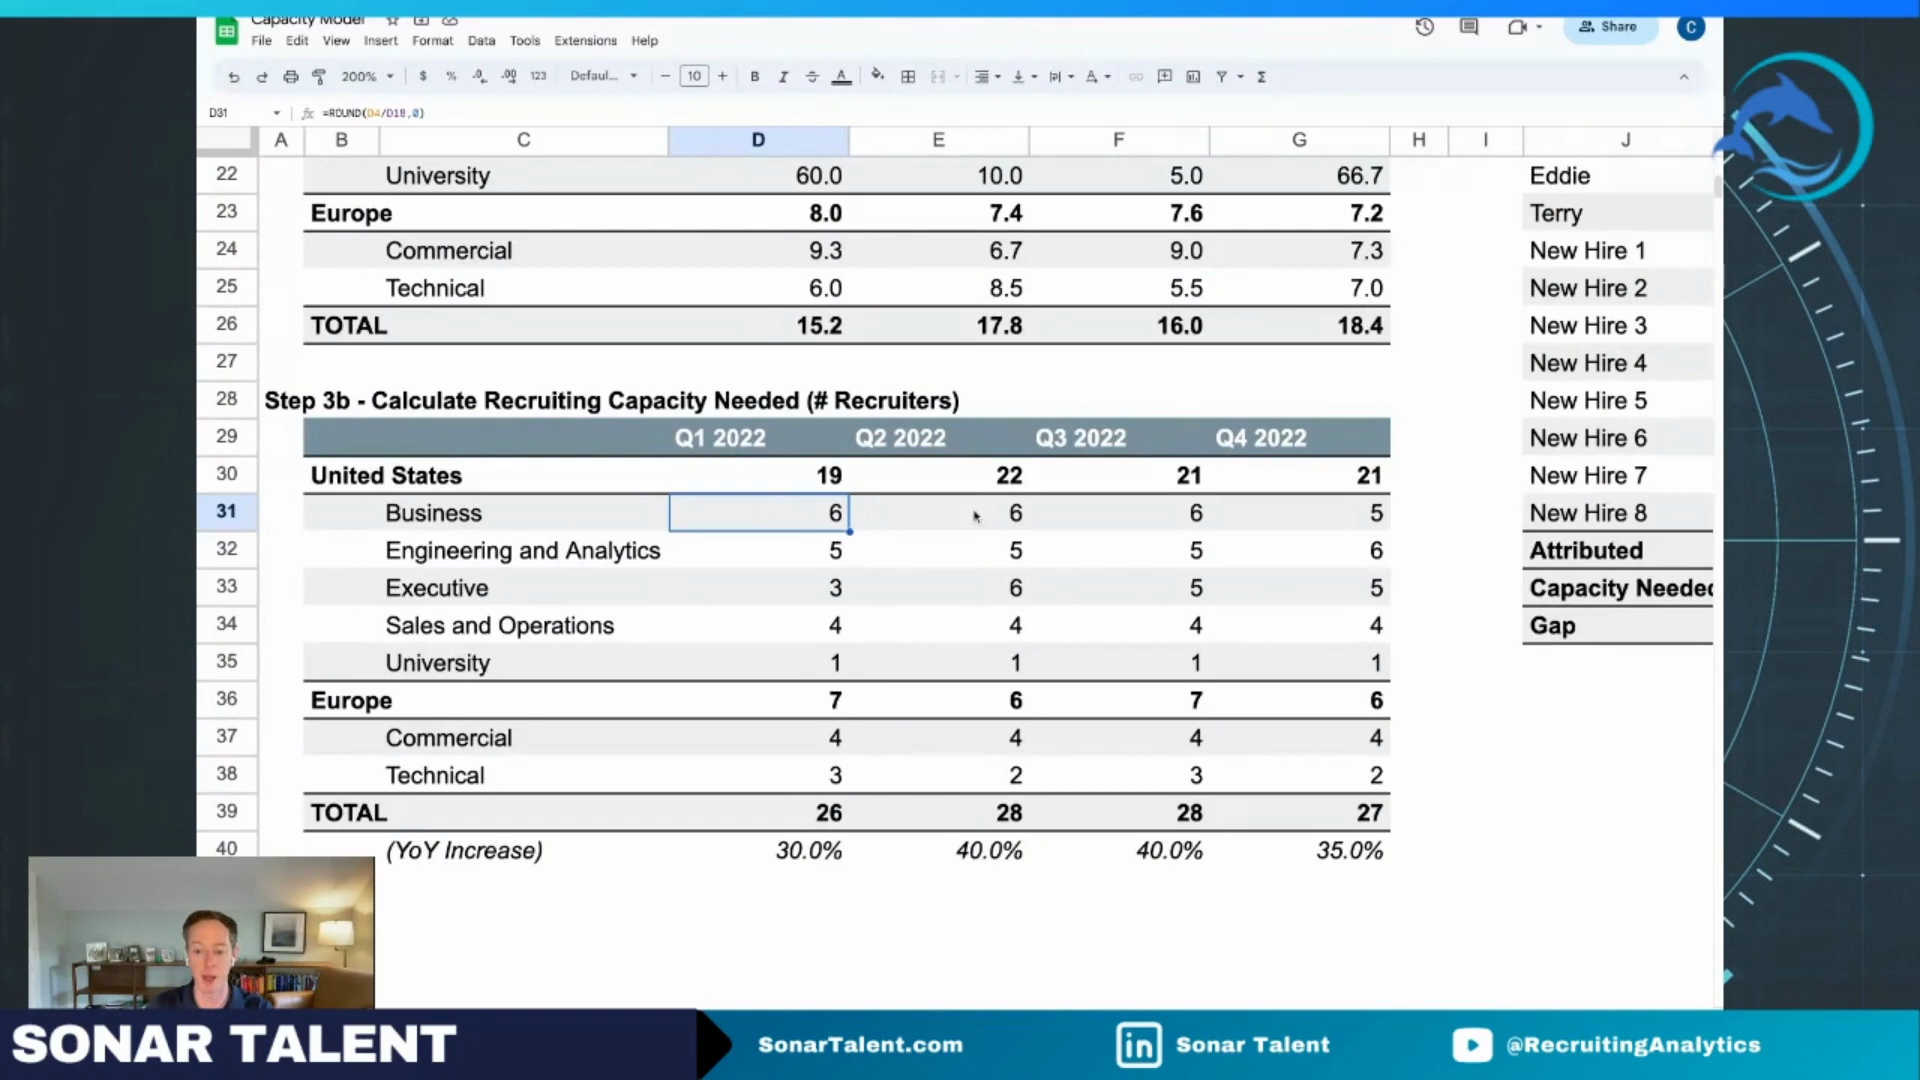 Capacity Model
File Edit View Insert Format Data Tools Extensions Help
Share
C
200% $ % .0 .00 123 Defaul... − 10 + B I S A Σ
D31 fx =ROUND(D4/D18,0)
A B C D E F G H I J
22 University 60.0 10.0 5.0 66.7 Eddie
23 Europe 8.0 7.4 7.6 7.2 Terry
24 Commercial 9.3 6.7 9.0 7.3 New Hire 1
25 Technical 6.0 8.5 5.5 7.0 New Hire 2
26 TOTAL 15.2 17.8 16.0 18.4 New Hire 3
27 New Hire 4
28 Step 3b - Calculate Recruiting Capacity Needed (# Recruiters) New Hire 5
29 Q1 2022 Q2 2022 Q3 2022 Q4 2022 New Hire 6
30 United States 19 22 21 21 New Hire 7
31 Business 6 6 6 5 New Hire 8
32 Engineering and Analytics 5 5 5 6 Attributed
33 Executive 3 6 5 5 Capacity Needed
34 Sales and Operations 4 4 4 4 Gap
35 University 1 1 1 1
36 Europe 7 6 7 6
37 Commercial 4 4 4 4
38 Technical 3 2 3 2
39 TOTAL 26 28 28 27
40 (YoY Increase) 30.0% 40.0% 40.0% 35.0%
SONAR TALENT
SonarTalent.com
in Sonar Talent
@RecruitingAnalytics